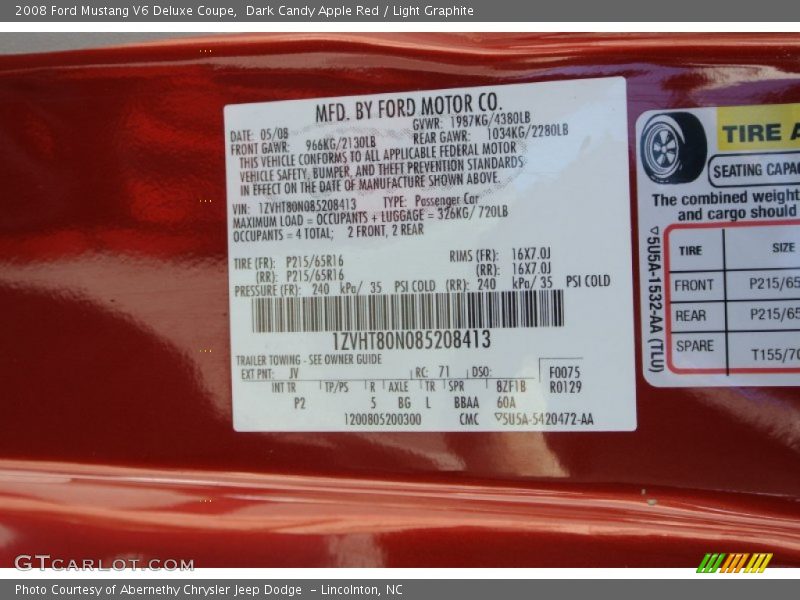 2008 Ford Mustang V6 Deluxe Coupe, Dark Candy Apple Red / Light Graphite
MFD. BY FORD MOTOR CO.
DATE: 05/08 GVWR: 1987KG/4380LB
FRONT GAWR: 966KG/2130LB REAR GAWR: 1034KG/2280LB
THIS VEHICLE CONFORMS TO ALL APPLICABLE FEDERAL MOTOR
VEHICLE SAFETY, BUMPER, AND THEFT PREVENTION STANDARDS
IN EFFECT ON THE DATE OF MANUFACTURE SHOWN ABOVE.
VIN: 1ZVHT80N085208413 TYPE: Passenger Car
MAXIMUM LOAD = OCCUPANTS + LUGGAGE = 326KG/ 720LB
OCCUPANTS = 4 TOTAL; 2 FRONT, 2 REAR
TIRE (FR): P215/65R16 RIMS (FR): 16X7.0J
(RR): P215/65R16 (RR): 16X7.0J
PRESSURE (FR): 240 kPa/ 35 PSI COLD (RR): 240 kPa/ 35 PSI COLD
1ZVHT80N085208413
TRAILER TOWING - SEE OWNER GUIDE
EXT PNT: JV RC: 71 DSO: F0075
INT TR TP/PS R AXLE TR SPR 8ZF1B R0129
P2 5 BG L BBAA 60A
1200805200300 CMC ▽5U5A-5420472-AA
TIRE A
SEATING CAPA
The combined weight
and cargo should
▽5U5A-1532-AA (TLU)
TIRE SIZE
FRONT P215/65
REAR P215/65
SPARE T155/70
GTCARLOT.COM
Photo Courtesy of Abernethy Chrysler Jeep Dodge - Lincolnton, NC